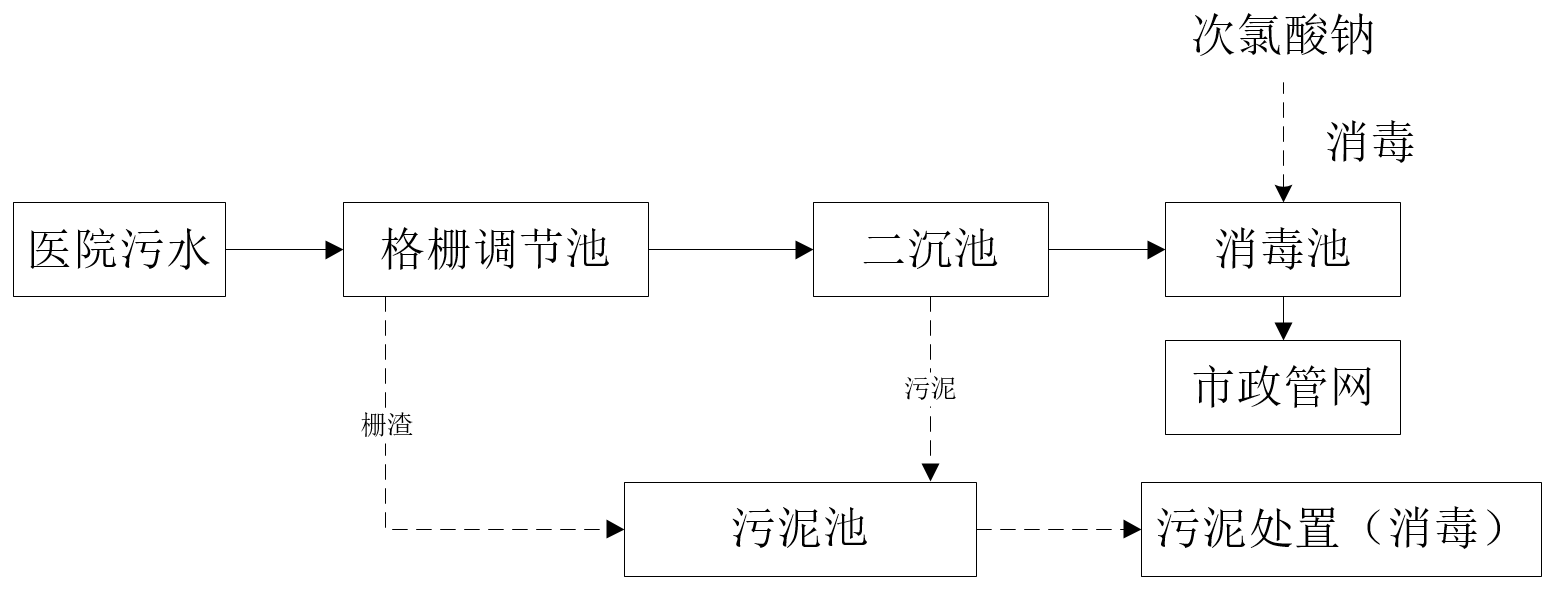 次氯酸钠
消毒
医院污水
格栅调节池
二沉池
消毒池
市政管网
污泥
栅渣
污泥池
污泥处置（消毒）